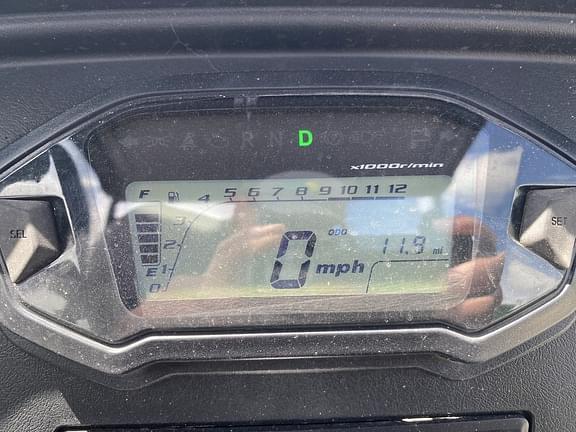 R N D
x1000r/min
F 4 5 6 7 8 9 10 11 12
3
SEL 2 SET
ODO 11.9 mi
E 1 0 mph
0